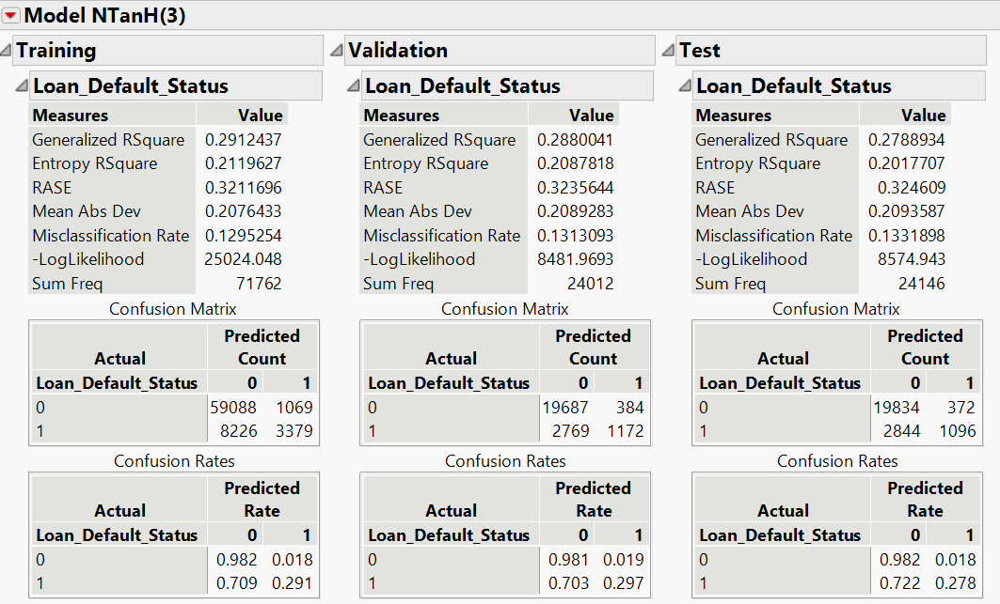 Model NTanH(3)
Training
Loan_Default_Status
Measures Value
Generalized RSquare 0.2912437
Entropy RSquare 0.2119627
RASE 0.3211696
Mean Abs Dev 0.2076433
Misclassification Rate 0.1295254
-LogLikelihood 25024.048
Sum Freq 71762
Confusion Matrix
Predicted
Actual Count
Loan_Default_Status 0 1
0 59088 1069
1 8226 3379
Confusion Rates
Predicted
Actual Rate
Loan_Default_Status 0 1
0 0.982 0.018
1 0.709 0.291
Validation
Loan_Default_Status
Measures Value
Generalized RSquare 0.2880041
Entropy RSquare 0.2087818
RASE 0.3235644
Mean Abs Dev 0.2089283
Misclassification Rate 0.1313093
-LogLikelihood 8481.9693
Sum Freq 24012
Confusion Matrix
Predicted
Actual Count
Loan_Default_Status 0 1
0 19687 384
1 2769 1172
Confusion Rates
Predicted
Actual Rate
Loan_Default_Status 0 1
0 0.981 0.019
1 0.703 0.297
Test
Loan_Default_Status
Measures Value
Generalized RSquare 0.2788934
Entropy RSquare 0.2017707
RASE 0.324609
Mean Abs Dev 0.2093587
Misclassification Rate 0.1331898
-LogLikelihood 8574.943
Sum Freq 24146
Confusion Matrix
Predicted
Actual Count
Loan_Default_Status 0 1
0 19834 372
1 2844 1096
Confusion Rates
Predicted
Actual Rate
Loan_Default_Status 0 1
0 0.982 0.018
1 0.722 0.278